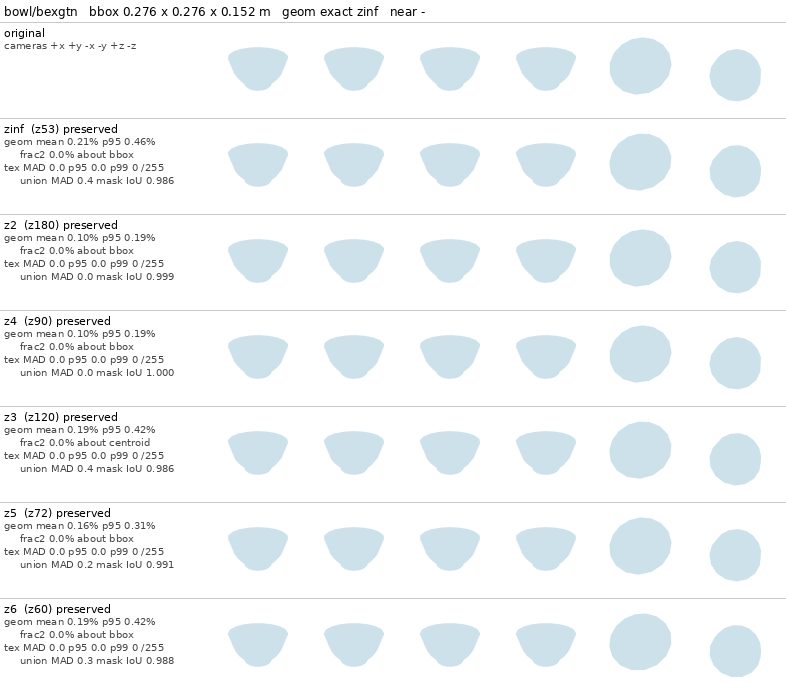 bowl/bexgtn bbox 0.276 x 0.276 x 0.152 m geom exact zinf near -
original
cameras +x +y -x -y +z -z
zinf (z53) preserved
geom mean 0.21% p95 0.46%
frac2 0.0% about bbox
tex MAD 0.0 p95 0.0 p99 0 /255
union MAD 0.4 mask IoU 0.986
z2 (z180) preserved
geom mean 0.10% p95 0.19%
frac2 0.0% about bbox
tex MAD 0.0 p95 0.0 p99 0 /255
union MAD 0.0 mask IoU 0.999
z4 (z90) preserved
geom mean 0.10% p95 0.19%
frac2 0.0% about bbox
tex MAD 0.0 p95 0.0 p99 0 /255
union MAD 0.0 mask IoU 1.000
z3 (z120) preserved
geom mean 0.19% p95 0.42%
frac2 0.0% about centroid
tex MAD 0.0 p95 0.0 p99 0 /255
union MAD 0.4 mask IoU 0.986
z5 (z72) preserved
geom mean 0.16% p95 0.31%
frac2 0.0% about bbox
tex MAD 0.0 p95 0.0 p99 0 /255
union MAD 0.2 mask IoU 0.991
z6 (z60) preserved
geom mean 0.19% p95 0.42%
frac2 0.0% about bbox
tex MAD 0.0 p95 0.0 p99 0 /255
union MAD 0.3 mask IoU 0.988